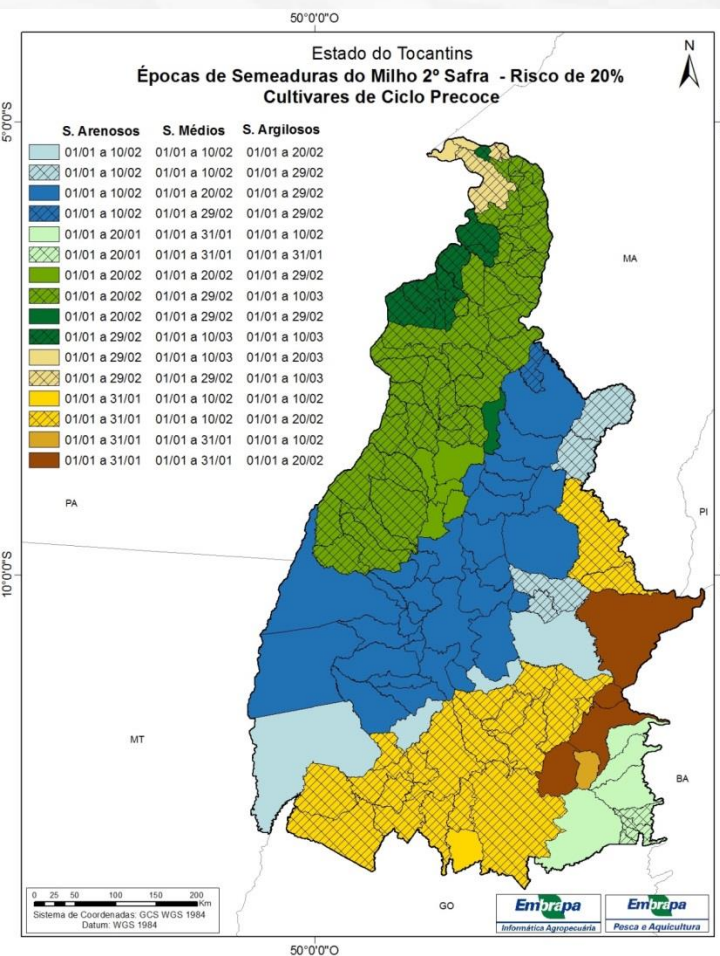 50°0'0"O
Estado do Tocantins
Épocas de Semeaduras do Milho 2º Safra - Risco de 20%
Cultivares de Ciclo Precoce
N
5°0'0"S
S. Arenosos S. Médios S. Argilosos
01/01 a 10/02 01/01 a 10/02 01/01 a 20/02
01/01 a 10/02 01/01 a 10/02 01/01 a 29/02
01/01 a 10/02 01/01 a 20/02 01/01 a 29/02
01/01 a 10/02 01/01 a 29/02 01/01 a 29/02
01/01 a 20/01 01/01 a 31/01 01/01 a 10/02
01/01 a 20/01 01/01 a 31/01 01/01 a 31/01
01/01 a 20/02 01/01 a 20/02 01/01 a 29/02
01/01 a 20/02 01/01 a 29/02 01/01 a 10/03
01/01 a 20/02 01/01 a 29/02 01/01 a 29/02
01/01 a 29/02 01/01 a 10/03 01/01 a 10/03
01/01 a 29/02 01/01 a 10/03 01/01 a 20/03
01/01 a 29/02 01/01 a 29/02 01/01 a 10/03
01/01 a 31/01 01/01 a 10/02 01/01 a 10/02
01/01 a 31/01 01/01 a 10/02 01/01 a 20/02
01/01 a 31/01 01/01 a 31/01 01/01 a 10/02
01/01 a 31/01 01/01 a 31/01 01/01 a 20/02
MA
PA
PI
10°0'0"S
MT
BA
GO
0 25 50 100 150 200
Km
Sistema de Coordenadas: GCS WGS 1984
Datum: WGS 1984
Embrapa
Informática Agropecuária
Embrapa
Pesca e Aquicultura
50°0'0"O